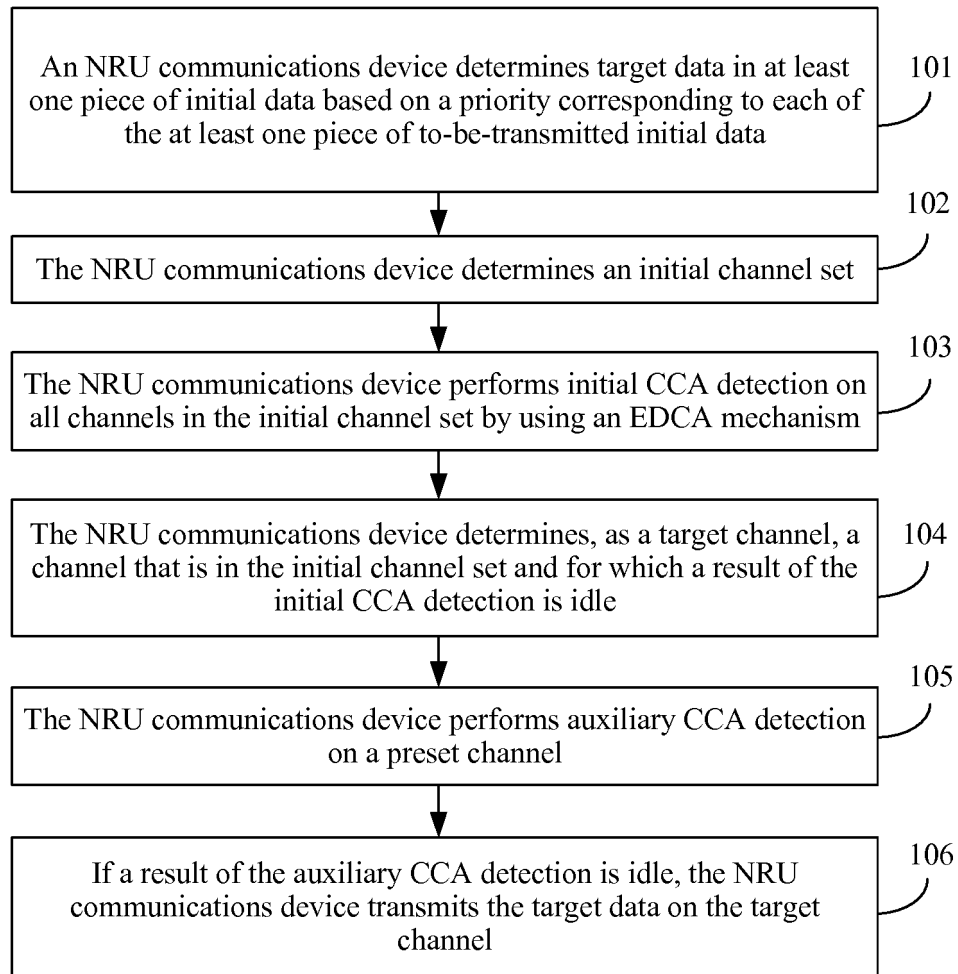 An NRU communications device determines target data in at least
one piece of initial data based on a priority corresponding to each of
the at least one piece of to-be-transmitted initial data
101
102
The NRU communications device determines an initial channel set
103
The NRU communications device performs initial CCA detection on
all channels in the initial channel set by using an EDCA mechanism
The NRU communications device determines, as a target channel, a
channel that is in the initial channel set and for which a result of the
initial CCA detection is idle
104
105
The NRU communications device performs auxiliary CCA detection
on a preset channel
106
If a result of the auxiliary CCA detection is idle, the NRU
communications device transmits the target data on the target
channel